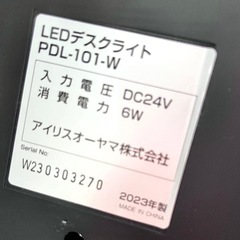 LEDデスクライト
PDL-101-W
入力電圧 DC24V
消費電力 6W
アイリスオーヤマ株式会社
Serial No.
W230303270
2023年製
MADE IN CHINA